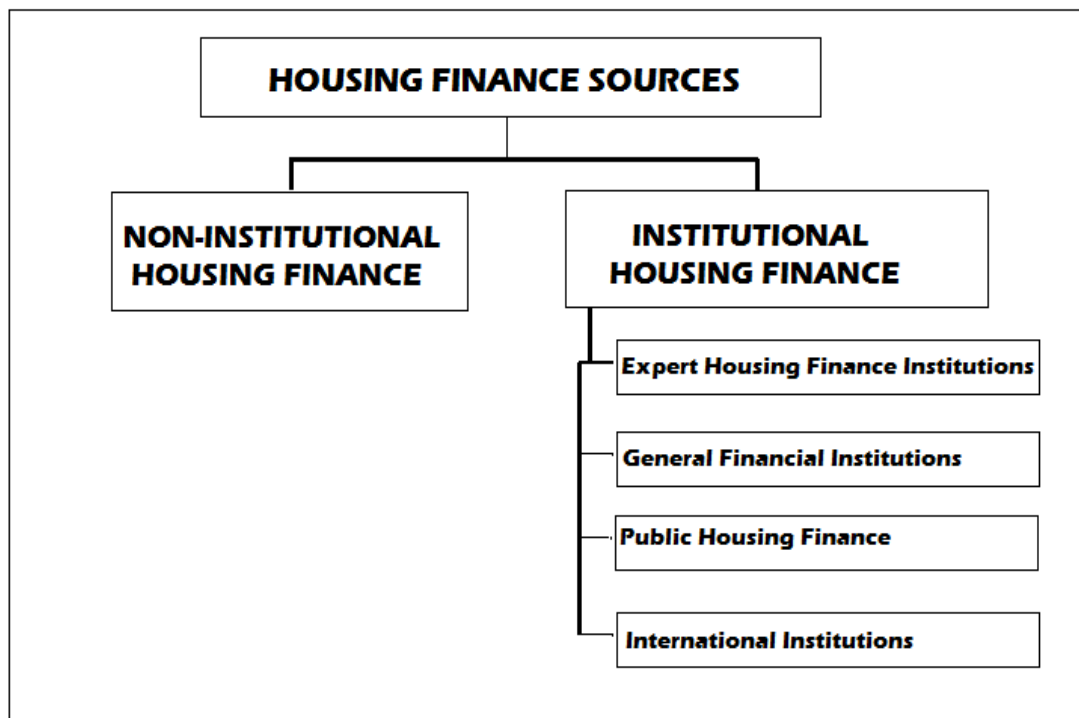 HOUSING FINANCE SOURCES
NON-INSTITUTIONAL
HOUSING FINANCE
INSTITUTIONAL
HOUSING FINANCE
Expert Housing Finance Institutions
General Financial Institutions
Public Housing Finance
International Institutions